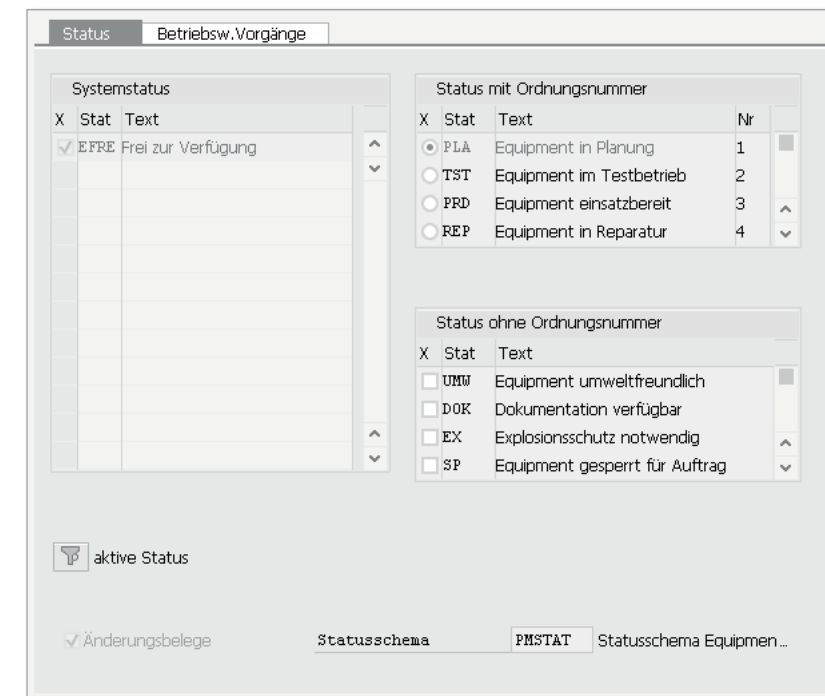 Status Betriebsw.Vorgänge
Systemstatus
X Stat Text
EFRE Frei zur Verfügung
Status mit Ordnungsnummer
X Stat Text Nr
PLA Equipment in Planung 1
TST Equipment im Testbetrieb 2
PRD Equipment einsatzbereit 3
REP Equipment in Reparatur 4
Status ohne Ordnungsnummer
X Stat Text
UMW Equipment umweltfreundlich
DOK Dokumentation verfügbar
EX Explosionsschutz notwendig
SP Equipment gesperrt für Auftrag
aktive Status
Änderungsbelege Statusschema PMSTAT Statusschema Equipmen…